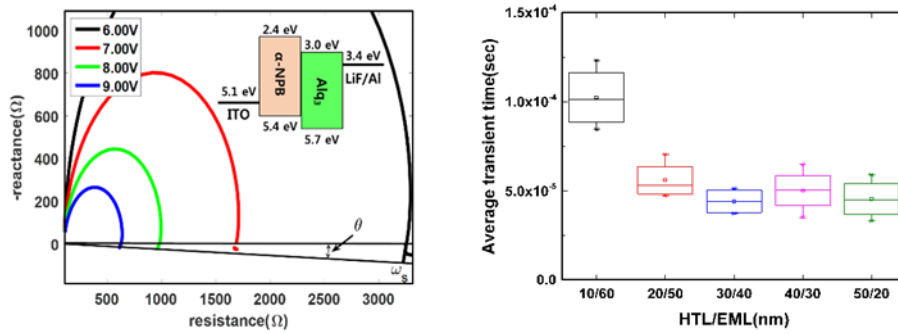 6.00V
7.00V
8.00V
9.00V
2.4 eV
3.0 eV
3.4 eV
α-NPB
Alq₃
LiF/Al
5.1 eV
ITO
5.4 eV
5.7 eV
θ
ωs
-reactance(Ω)
1000
800
600
400
200
0
500
1000
1500
2000
2500
3000
resistance(Ω)
Average transient time(sec)
1.5x10⁻⁴
1.0x10⁻⁴
5.0x10⁻⁵
0.0
10/60
20/50
30/40
40/30
50/20
HTL/EML(nm)